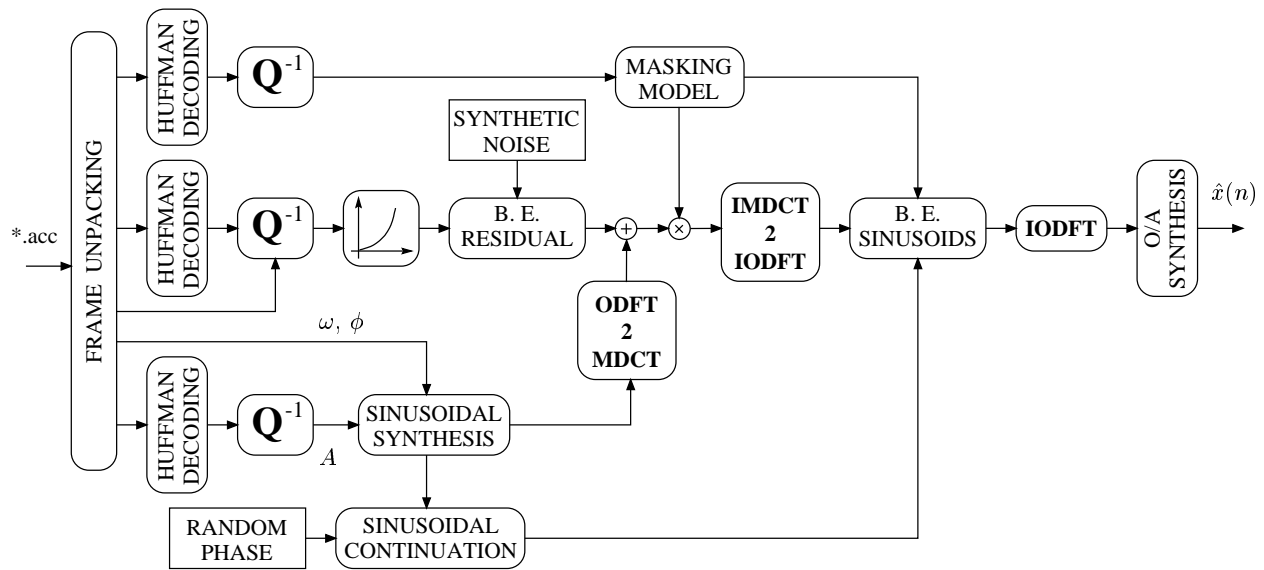 HUFFMAN
DECODING
Q⁻¹
MASKING
MODEL
SYNTHETIC
NOISE
*.acc
FRAME UNPACKING
HUFFMAN
DECODING
Q⁻¹
B. E.
RESIDUAL
+
×
IMDCT
2
IODFT
B. E.
SINUSOIDS
IODFT
O/A
SYNTHESIS
x̂(n)
ODFT
2
MDCT
ω, ϕ
HUFFMAN
DECODING
Q⁻¹
A
SINUSOIDAL
SYNTHESIS
RANDOM
PHASE
SINUSOIDAL
CONTINUATION